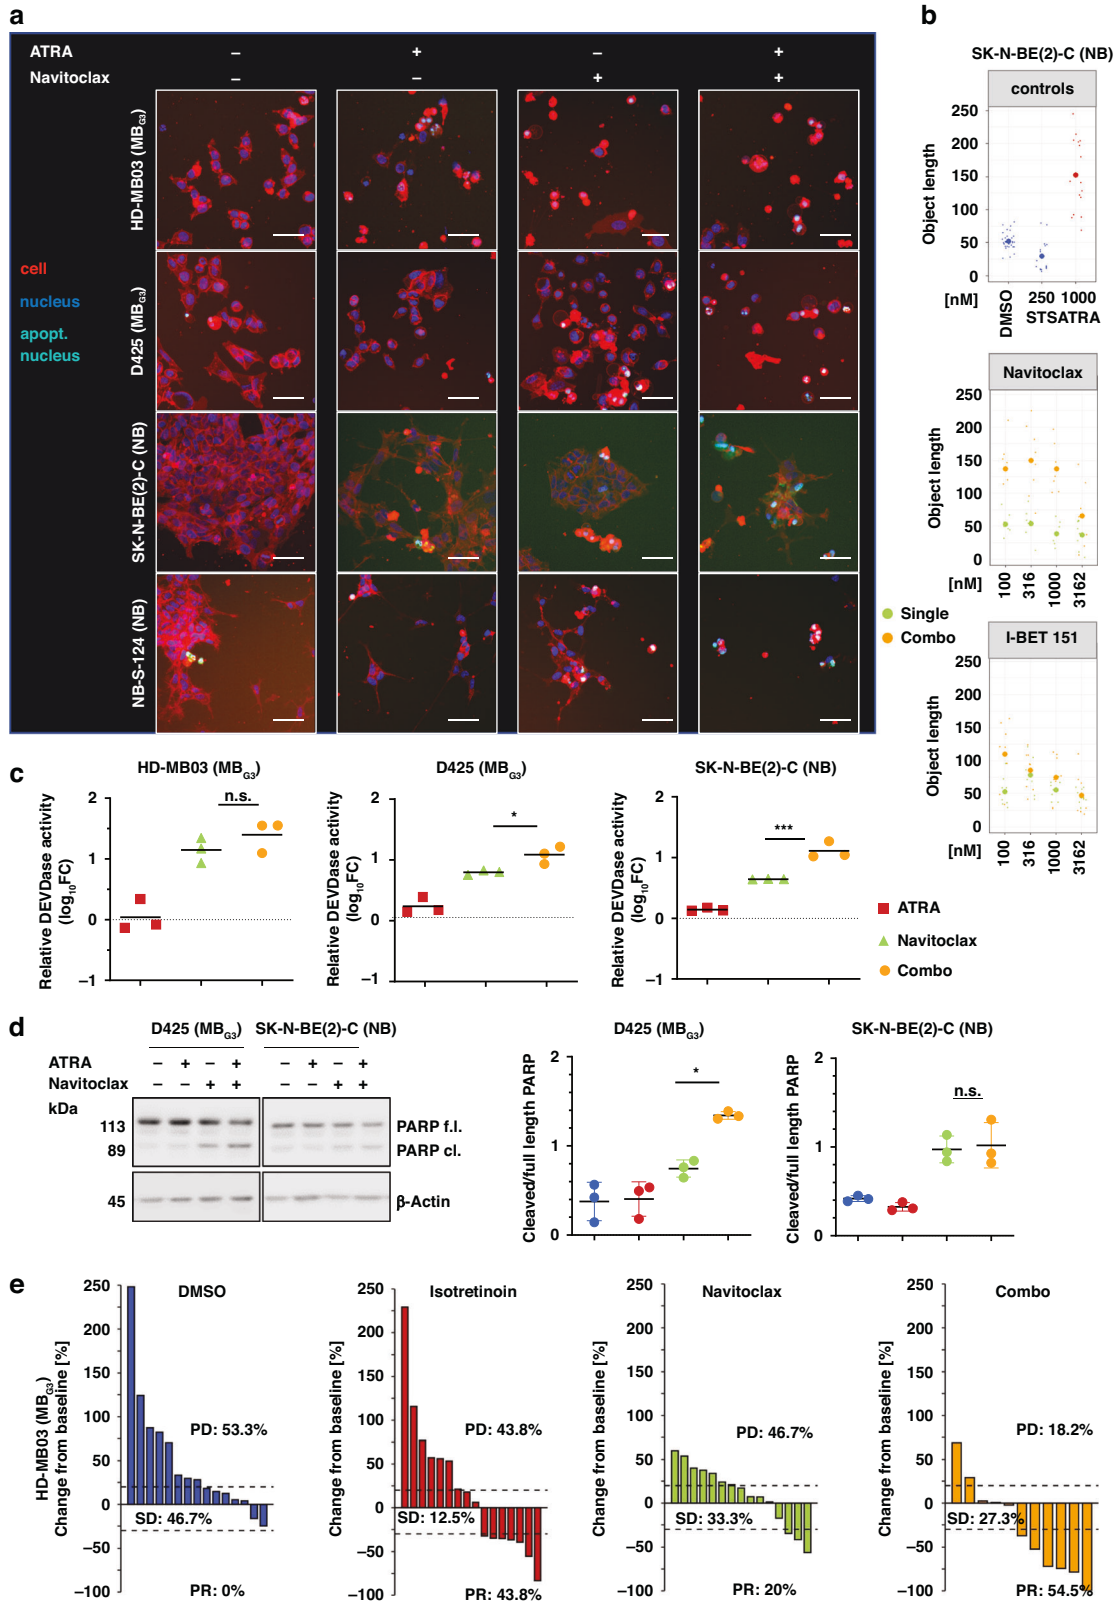 a
ATRA – + – +
Navitoclax – – + +
cell
nucleus
apopt.
nucleus
HD-MB03 (MBG3)
D425 (MBG3)
SK-N-BE(2)-C (NB)
NB-S-124 (NB)
b
SK-N-BE(2)-C (NB)
controls
Object length
250
200
150
100
50
0
[nM]
DMSO
250 1000
STSATRA
Navitoclax
Object length
250
200
150
100
50
0
[nM]
100 316 1000 3162
Single
Combo
I-BET 151
Object length
250
200
150
100
50
0
[nM]
100 316 1000 3162
c
HD-MB03 (MBG3)
Relative DEVDase activity
(log10FC)
2
1
0
–1
n.s.
D425 (MBG3)
Relative DEVDase activity
(log10FC)
2
1
0
–1
*
SK-N-BE(2)-C (NB)
Relative DEVDase activity
(log10FC)
2
1
0
–1
***
ATRA
Navitoclax
Combo
d
D425 (MBG3) SK-N-BE(2)-C (NB)
ATRA – + – + – + – +
Navitoclax – – + + – – + +
kDa
113 PARP f.l.
89 PARP cl.
45 β-Actin
D425 (MBG3)
Cleaved/full length PARP
2
1
0
*
SK-N-BE(2)-C (NB)
Cleaved/full length PARP
2
1
0
n.s.
e
HD-MB03 (MBG3)
Change from baseline [%]
250
200
150
100
50
0
–50
–100
DMSO
PD: 53.3%
SD: 46.7%
PR: 0%
Change from baseline [%]
250
200
150
100
50
0
–50
–100
Isotretinoin
PD: 43.8%
SD: 12.5%
PR: 43.8%
Change from baseline [%]
250
200
150
100
50
0
–50
–100
Navitoclax
PD: 46.7%
SD: 33.3%
PR: 20%
Change from baseline [%]
250
200
150
100
50
0
–50
–100
Combo
PD: 18.2%
SD: 27.3%
PR: 54.5%